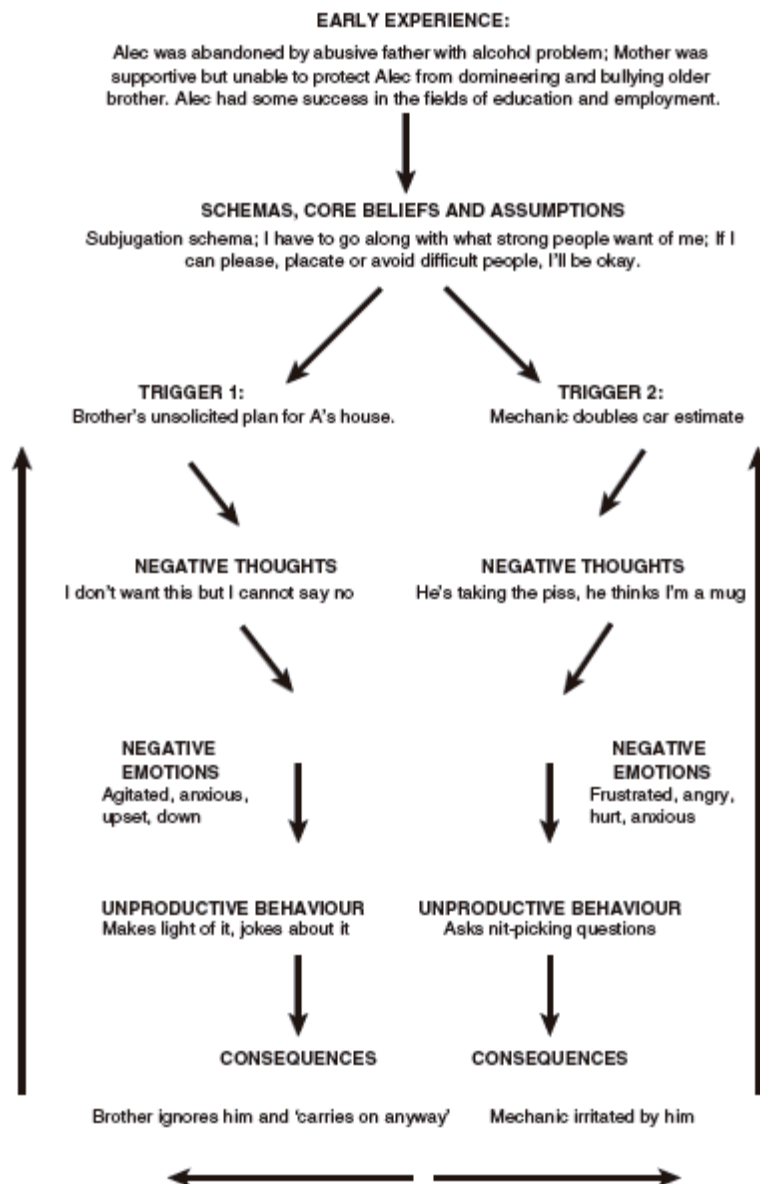 EARLY EXPERIENCE:
Alec was abandoned by abusive father with alcohol problem; Mother was
supportive but unable to protect Alec from domineering and bullying older
brother. Alec had some success in the fields of education and employment.
SCHEMAS, CORE BELIEFS AND ASSUMPTIONS
Subjugation schema; I have to go along with what strong people want of me; If I
can please, placate or avoid difficult people, I'll be okay.
TRIGGER 1:
Brother's unsolicited plan for A's house.
TRIGGER 2:
Mechanic doubles car estimate
NEGATIVE THOUGHTS
I don't want this but I cannot say no
NEGATIVE THOUGHTS
He's taking the piss, he thinks I'm a mug
NEGATIVE
EMOTIONS
Agitated, anxious,
upset, down
NEGATIVE
EMOTIONS
Frustrated, angry,
hurt, anxious
UNPRODUCTIVE BEHAVIOUR
Makes light of it, jokes about it
UNPRODUCTIVE BEHAVIOUR
Asks nit-picking questions
CONSEQUENCES
Brother ignores him and 'carries on anyway'
CONSEQUENCES
Mechanic irritated by him